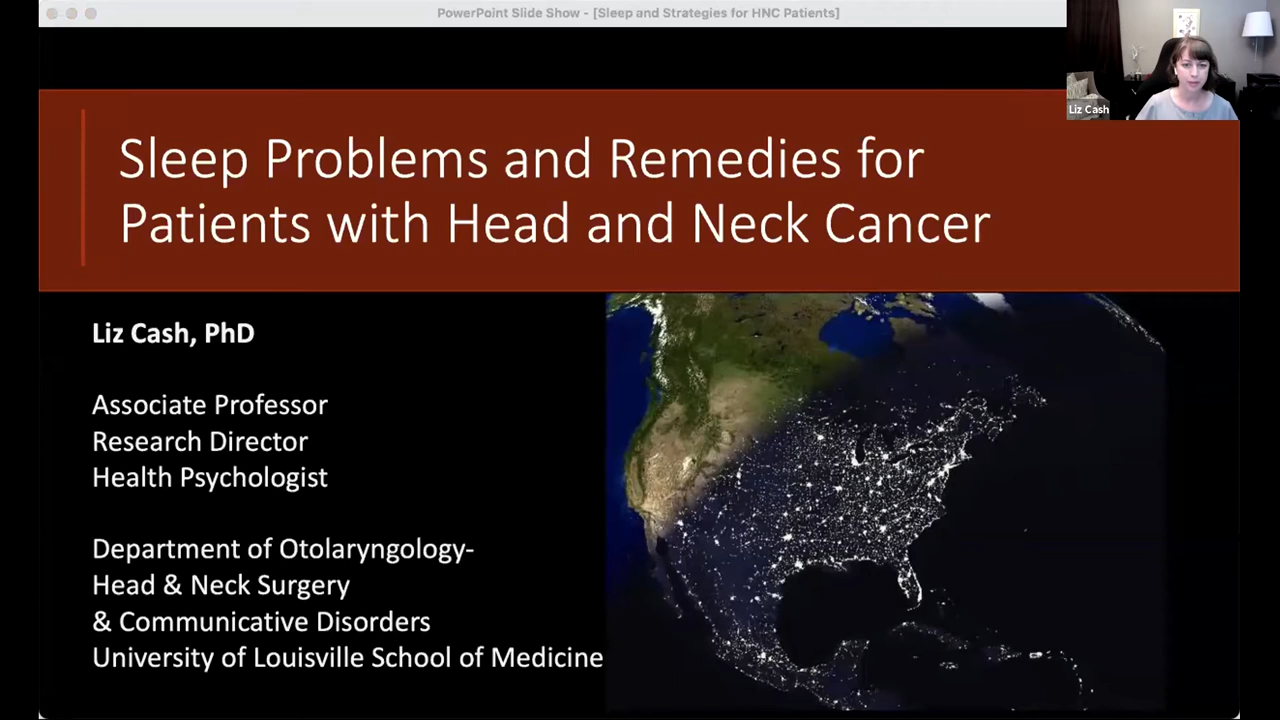 PowerPoint Slide Show - [Sleep and Strategies for HNC Patients]
Liz Cash
Sleep Problems and Remedies for
Patients with Head and Neck Cancer
Liz Cash, PhD
Associate Professor
Research Director
Health Psychologist
Department of Otolaryngology-
Head & Neck Surgery
& Communicative Disorders
University of Louisville School of Medicine